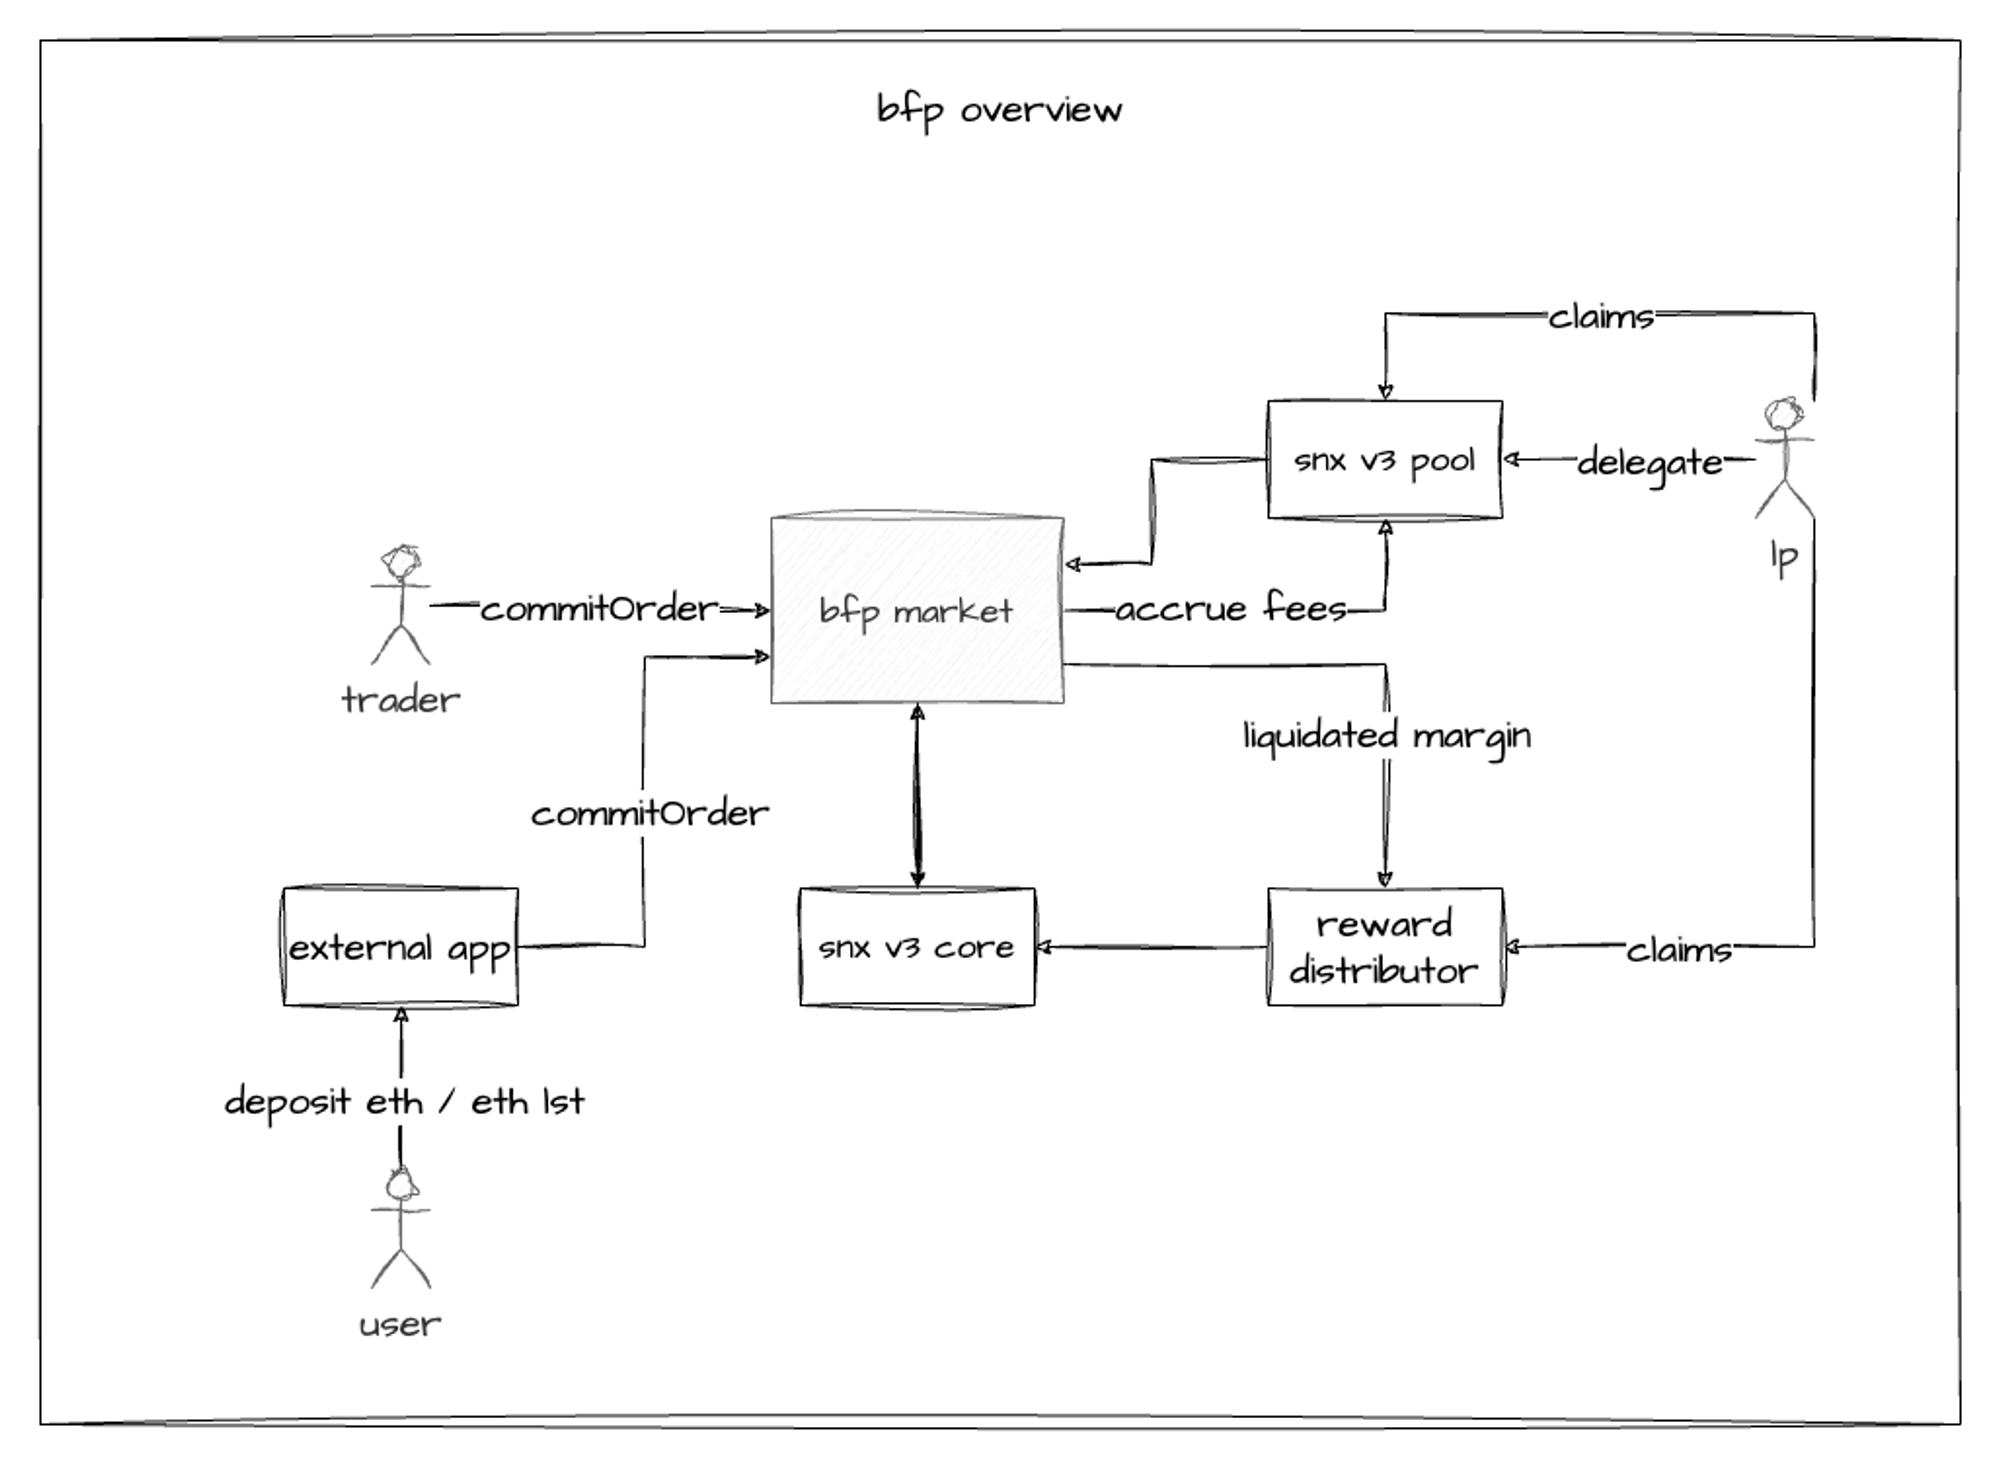 bfp overview
claims
snx v3 pool
delegate
lp
bfp market
commitOrder
accrue fees
trader
liquidated margin
commitOrder
external app
snx v3 core
reward
distributor
claims
deposit eth / eth lst
user